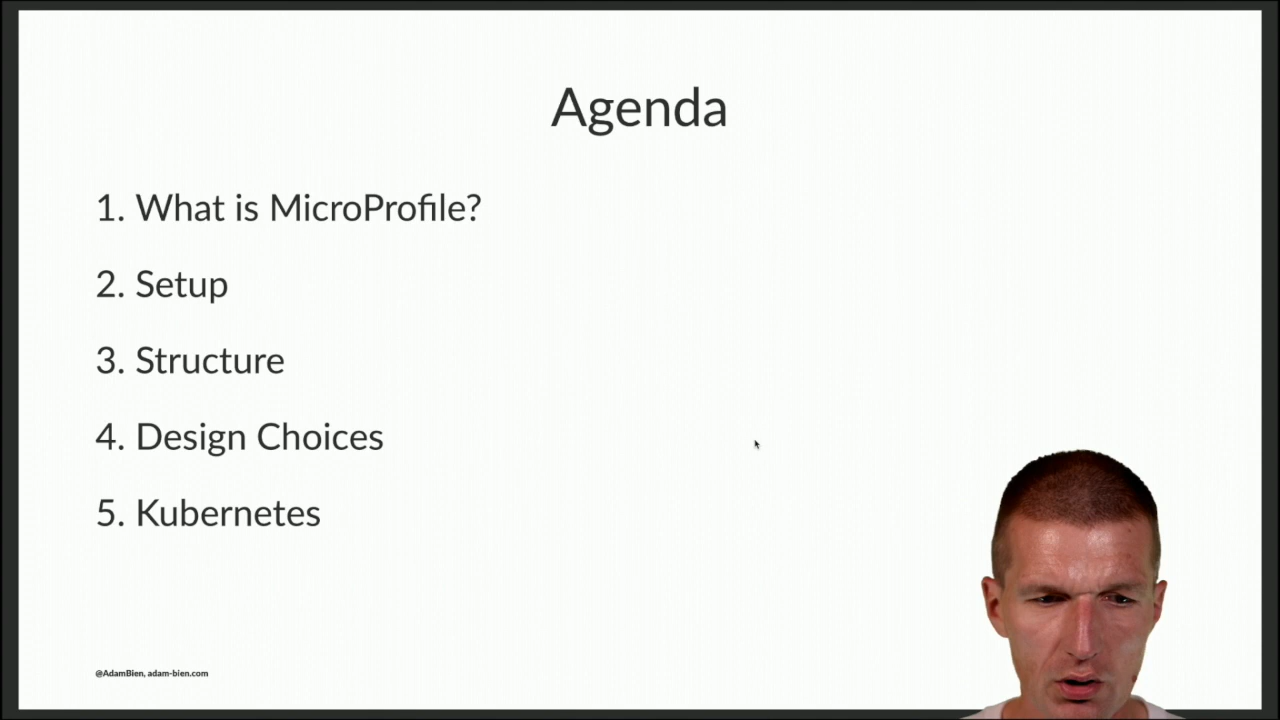 Agenda
1. What is MicroProfile?
2. Setup
3. Structure
4. Design Choices
5. Kubernetes
@AdamBien, adam-bien.com